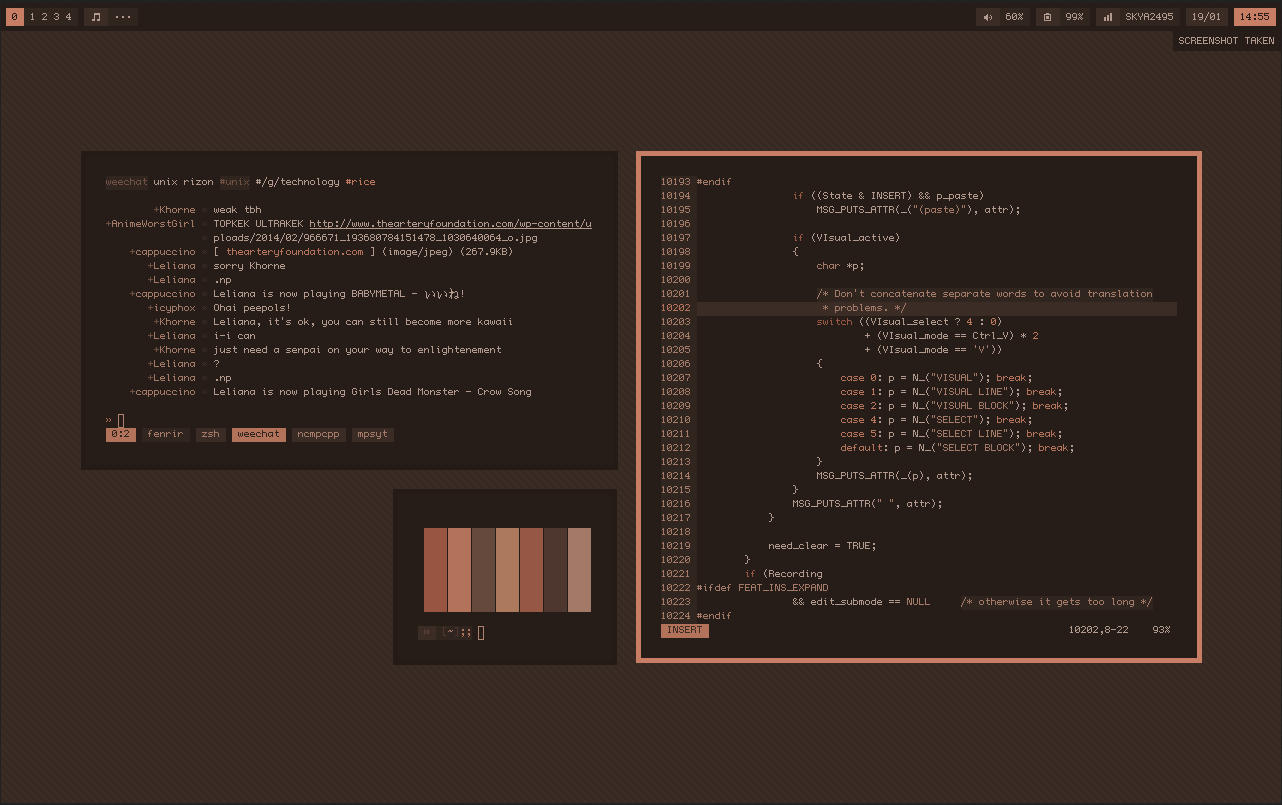 0 1 2 3 4 ... 60% 99% SKYA2495 19/01 14:55
SCREENSHOT TAKEN
weechat unix rizon #unix #/g/technology #rice
+Khorne weak tbh
+AnimeWorstGirl TOPKEK ULTRAKEK http://www.thearteryfoundation.com/wp-content/u
ploads/2014/02/966671_193680784151478_1030640064_o.jpg
+cappuccino [ thearteryfoundation.com ] (image/jpeg) (267.9KB)
+Leliana sorry Khorne
+Leliana .np
+cappuccino Leliana is now playing BABYMETAL - いいね!
+icyphox Ohai peepols!
+Khorne Leliana, it's ok, you can still become more kawaii
+Leliana i-i can
+Khorne just need a senpai on your way to enlightenement
+Leliana ?
+Leliana .np
+cappuccino Leliana is now playing Girls Dead Monster - Crow Song
»
0:2 fenrir zsh weechat ncmpcpp mpsyt
» [~];;
10193 #endif
10194 if ((State & INSERT) && p_paste)
10195 MSG_PUTS_ATTR(_("(paste)"), attr);
10196
10197 if (VIsual_active)
10198 {
10199 char *p;
10200
10201 /* Don't concatenate separate words to avoid translation
10202 * problems. */
10203 switch ((VIsual_select ? 4 : 0)
10204 + (VIsual_mode == Ctrl_V) * 2
10205 + (VIsual_mode == 'V'))
10206 {
10207 case 0: p = N_("VISUAL"); break;
10208 case 1: p = N_("VISUAL LINE"); break;
10209 case 2: p = N_("VISUAL BLOCK"); break;
10210 case 4: p = N_("SELECT"); break;
10211 case 5: p = N_("SELECT LINE"); break;
10212 default: p = N_("SELECT BLOCK"); break;
10213 }
10214 MSG_PUTS_ATTR(_(p), attr);
10215 }
10216 MSG_PUTS_ATTR(" ", attr);
10217 }
10218
10219 need_clear = TRUE;
10220 }
10221 if (Recording
10222 #ifdef FEAT_INS_EXPAND
10223 && edit_submode == NULL /* otherwise it gets too long */
10224 #endif
INSERT 10202,8-22 93%